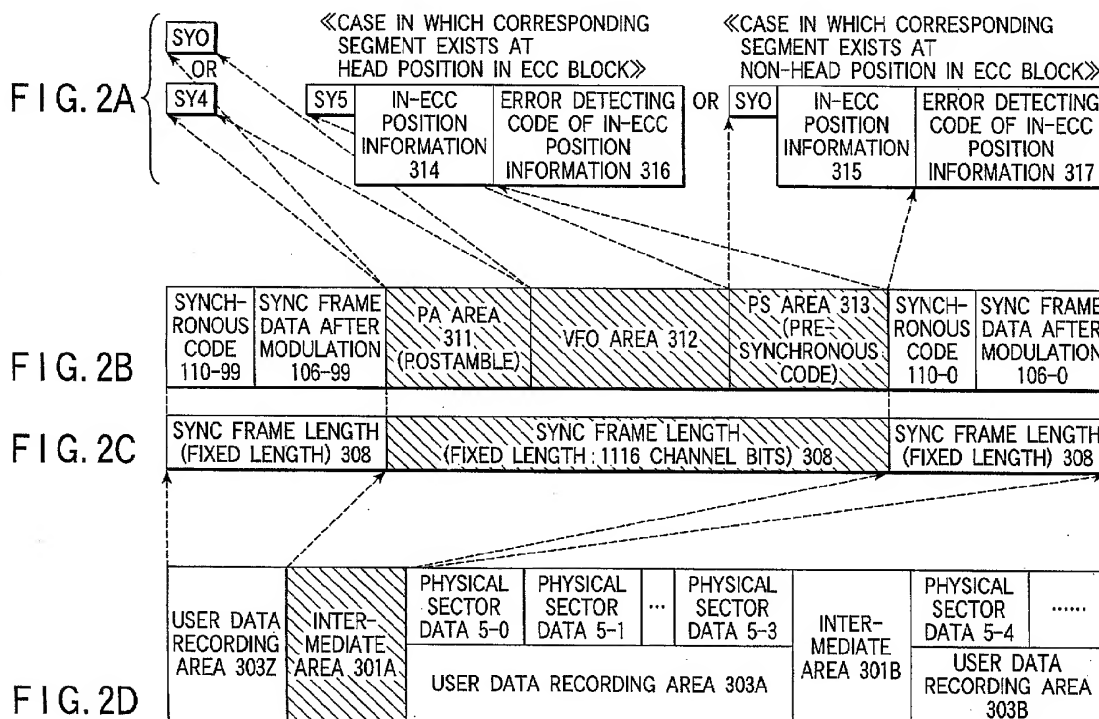 FIG. 2A
SY0
OR
SY4
≪CASE IN WHICH CORRESPONDING
SEGMENT EXISTS AT
HEAD POSITION IN ECC BLOCK≫
SY5
IN-ECC
POSITION
INFORMATION
314
ERROR DETECTING
CODE OF IN-ECC
POSITION
INFORMATION 316
OR
≪CASE IN WHICH CORRESPONDING
SEGMENT EXISTS AT
NON-HEAD POSITION IN ECC BLOCK≫
SY0
IN-ECC
POSITION
INFORMATION
315
ERROR DETECTING
CODE OF IN-ECC
POSITION
INFORMATION 317
FIG. 2B
SYNCH-
RONOUS
CODE
110-99
SYNC FRAME
DATA AFTER
MODULATION
106-99
PA AREA
311
(POSTAMBLE)
VFO AREA 312
PS AREA 313
(PRE-
SYNCHRONOUS
CODE)
SYNCH-
RONOUS
CODE
110-0
SYNC FRAME
DATA AFTER
MODULATION
106-0
FIG. 2C
SYNC FRAME LENGTH
(FIXED LENGTH) 308
SYNC FRAME LENGTH
(FIXED LENGTH : 1116 CHANNEL BITS) 308
SYNC FRAME LENGTH
(FIXED LENGTH) 308
FIG. 2D
USER DATA
RECORDING
AREA 303Z
INTER-
MEDIATE
AREA 301A
PHYSICAL
SECTOR
DATA 5-0
PHYSICAL
SECTOR
DATA 5-1
...
PHYSICAL
SECTOR
DATA 5-3
USER DATA RECORDING AREA 303A
INTER-
MEDIATE
AREA 301B
PHYSICAL
SECTOR
DATA 5-4
......
USER DATA
RECORDING AREA
303B